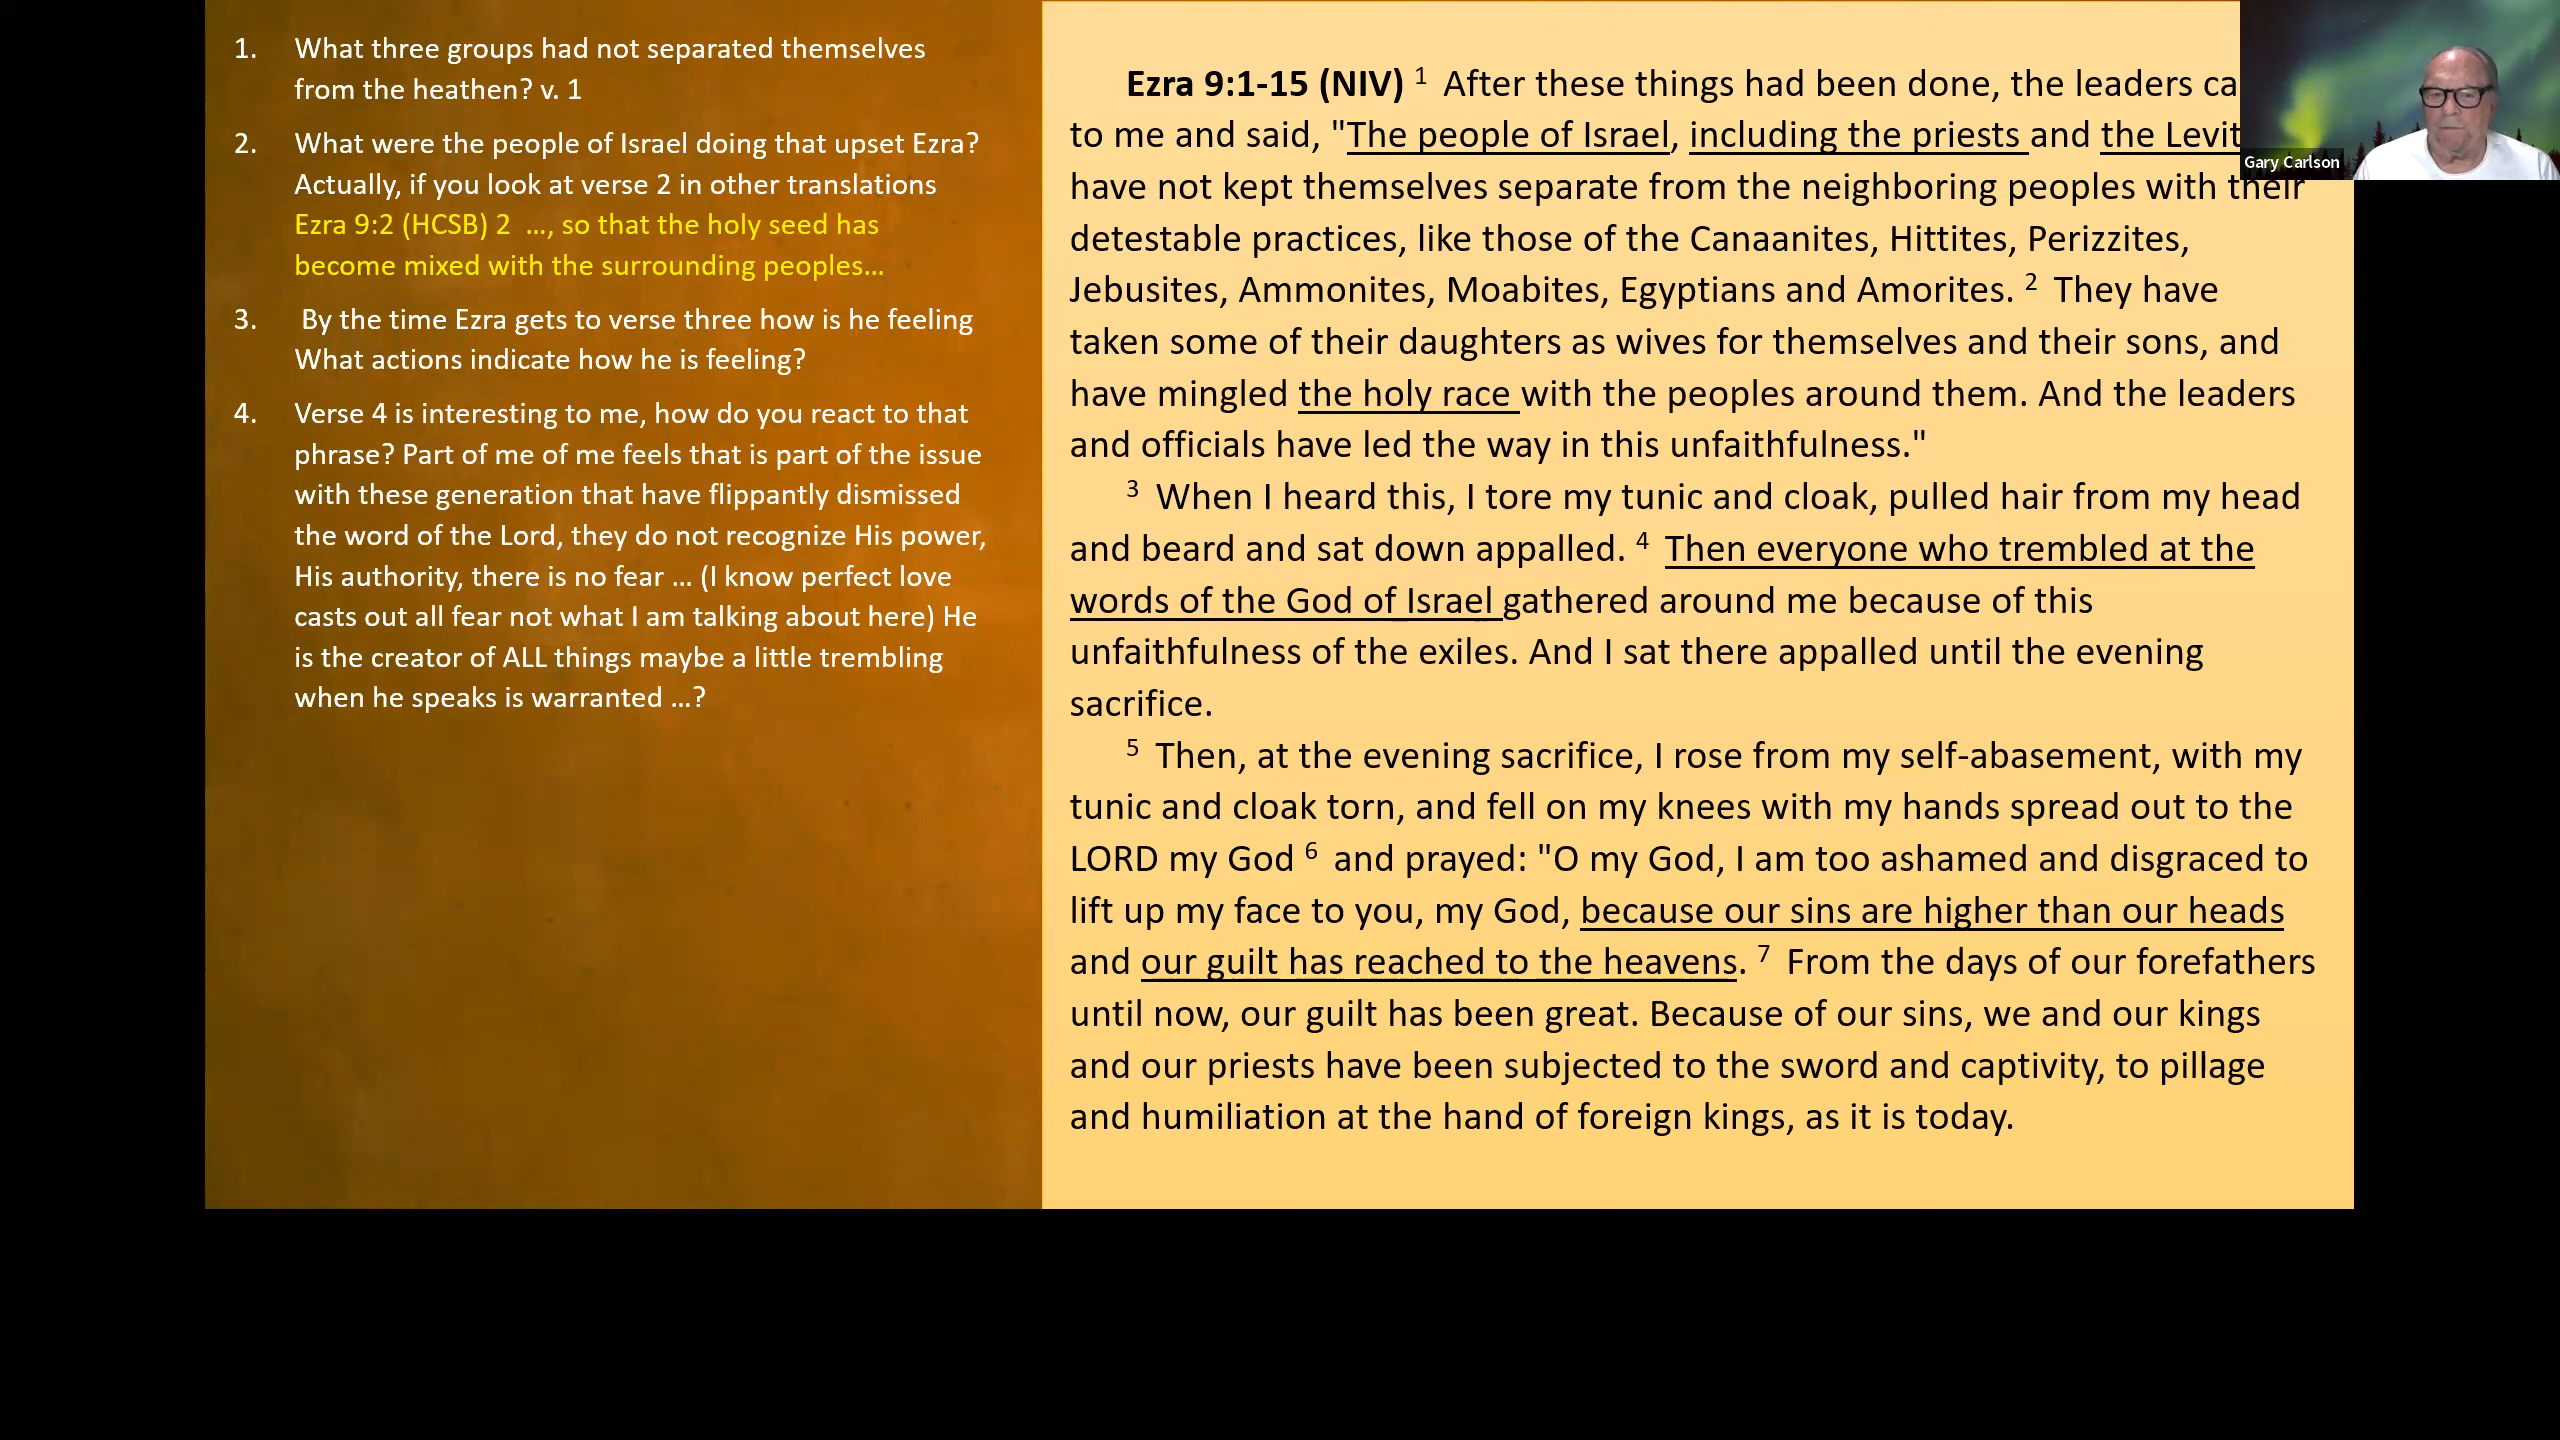 1. What three groups had not separated themselves
from the heathen? v. 1
2. What were the people of Israel doing that upset Ezra?
Actually, if you look at verse 2 in other translations
Ezra 9:2 (HCSB) 2 …, so that the holy seed has
become mixed with the surrounding peoples…
3. By the time Ezra gets to verse three how is he feeling
What actions indicate how he is feeling?
4. Verse 4 is interesting to me, how do you react to that
phrase? Part of me of me feels that is part of the issue
with these generation that have flippantly dismissed
the word of the Lord, they do not recognize His power,
His authority, there is no fear … (I know perfect love
casts out all fear not what I am talking about here) He
is the creator of ALL things maybe a little trembling
when he speaks is warranted …?
Ezra 9:1-15 (NIV) 1 After these things had been done, the leaders ca
to me and said, "The people of Israel, including the priests and the Levit
have not kept themselves separate from the neighboring peoples with their
detestable practices, like those of the Canaanites, Hittites, Perizzites,
Jebusites, Ammonites, Moabites, Egyptians and Amorites. 2 They have
taken some of their daughters as wives for themselves and their sons, and
have mingled the holy race with the peoples around them. And the leaders
and officials have led the way in this unfaithfulness."
3 When I heard this, I tore my tunic and cloak, pulled hair from my head
and beard and sat down appalled. 4 Then everyone who trembled at the
words of the God of Israel gathered around me because of this
unfaithfulness of the exiles. And I sat there appalled until the evening
sacrifice.
5 Then, at the evening sacrifice, I rose from my self-abasement, with my
tunic and cloak torn, and fell on my knees with my hands spread out to the
LORD my God 6 and prayed: "O my God, I am too ashamed and disgraced to
lift up my face to you, my God, because our sins are higher than our heads
and our guilt has reached to the heavens. 7 From the days of our forefathers
until now, our guilt has been great. Because of our sins, we and our kings
and our priests have been subjected to the sword and captivity, to pillage
and humiliation at the hand of foreign kings, as it is today.
Gary Carlson